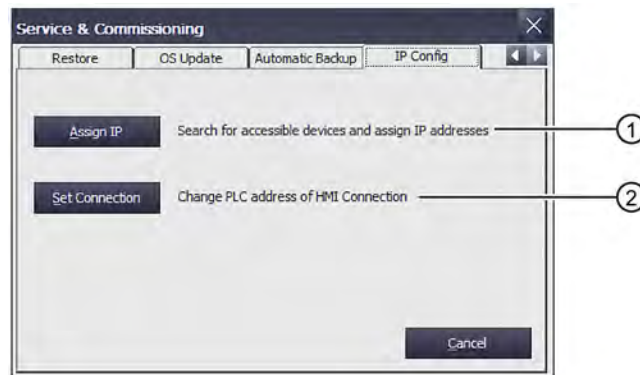 Service & Commissioning
Restore OS Update Automatic Backup IP Config
Assign IP Search for accessible devices and assign IP addresses 1
Set Connection Change PLC address of HMI Connection 2
Cancel